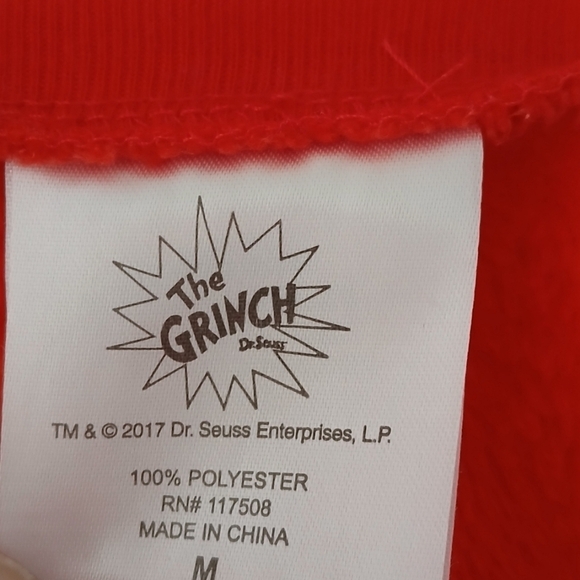 The
GRINCH
Dr. Seuss
TM & © 2017 Dr. Seuss Enterprises, L.P.
100% POLYESTER
RN# 117508
MADE IN CHINA
M